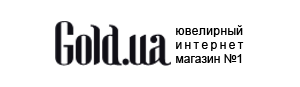 Gold.ua
ювелирный
интернет
магазин №1